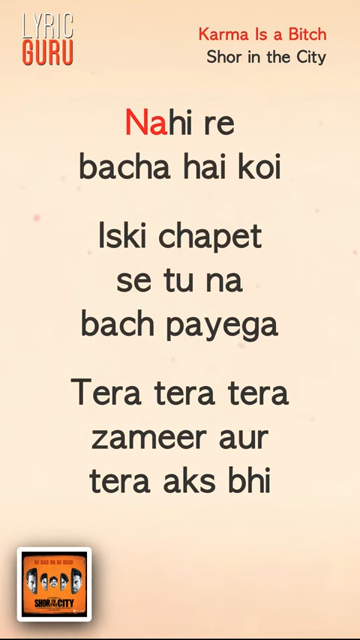 LYRIC
GURU
Karma Is a Bitch
Shor in the City
Nahi re
bacha hai koi
Iski chapet
se tu na
bach payega
Tera tera tera
zameer aur
tera aks bhi
SHOR IN THE CITY